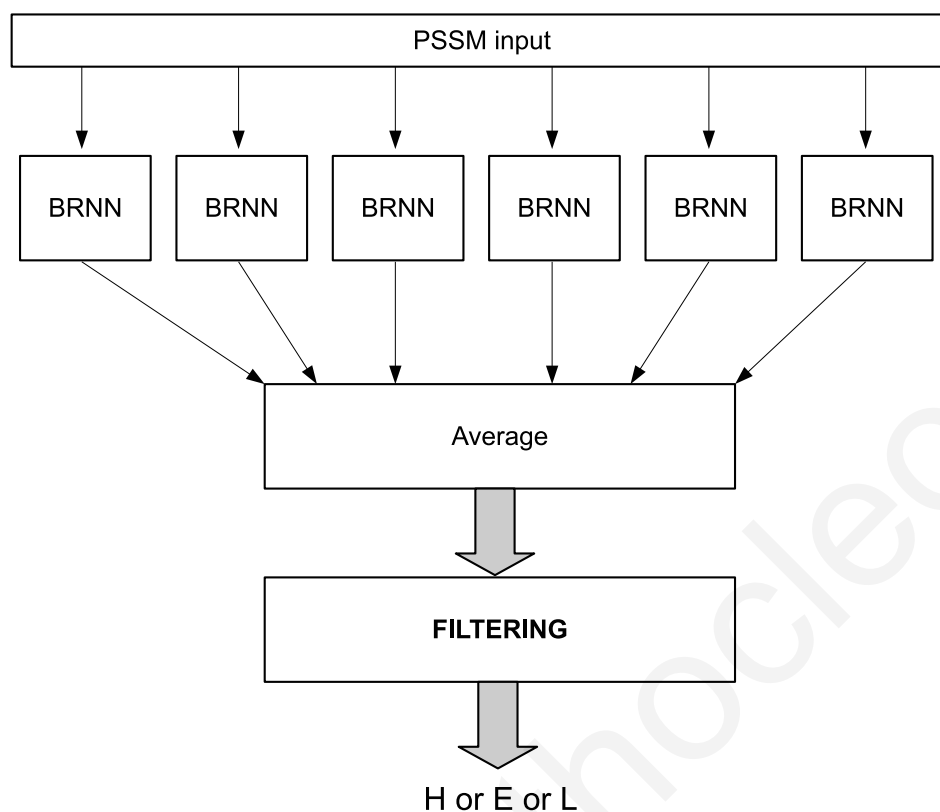 PSSM input
BRNN BRNN BRNN BRNN BRNN BRNN
Average
FILTERING
H or E or L